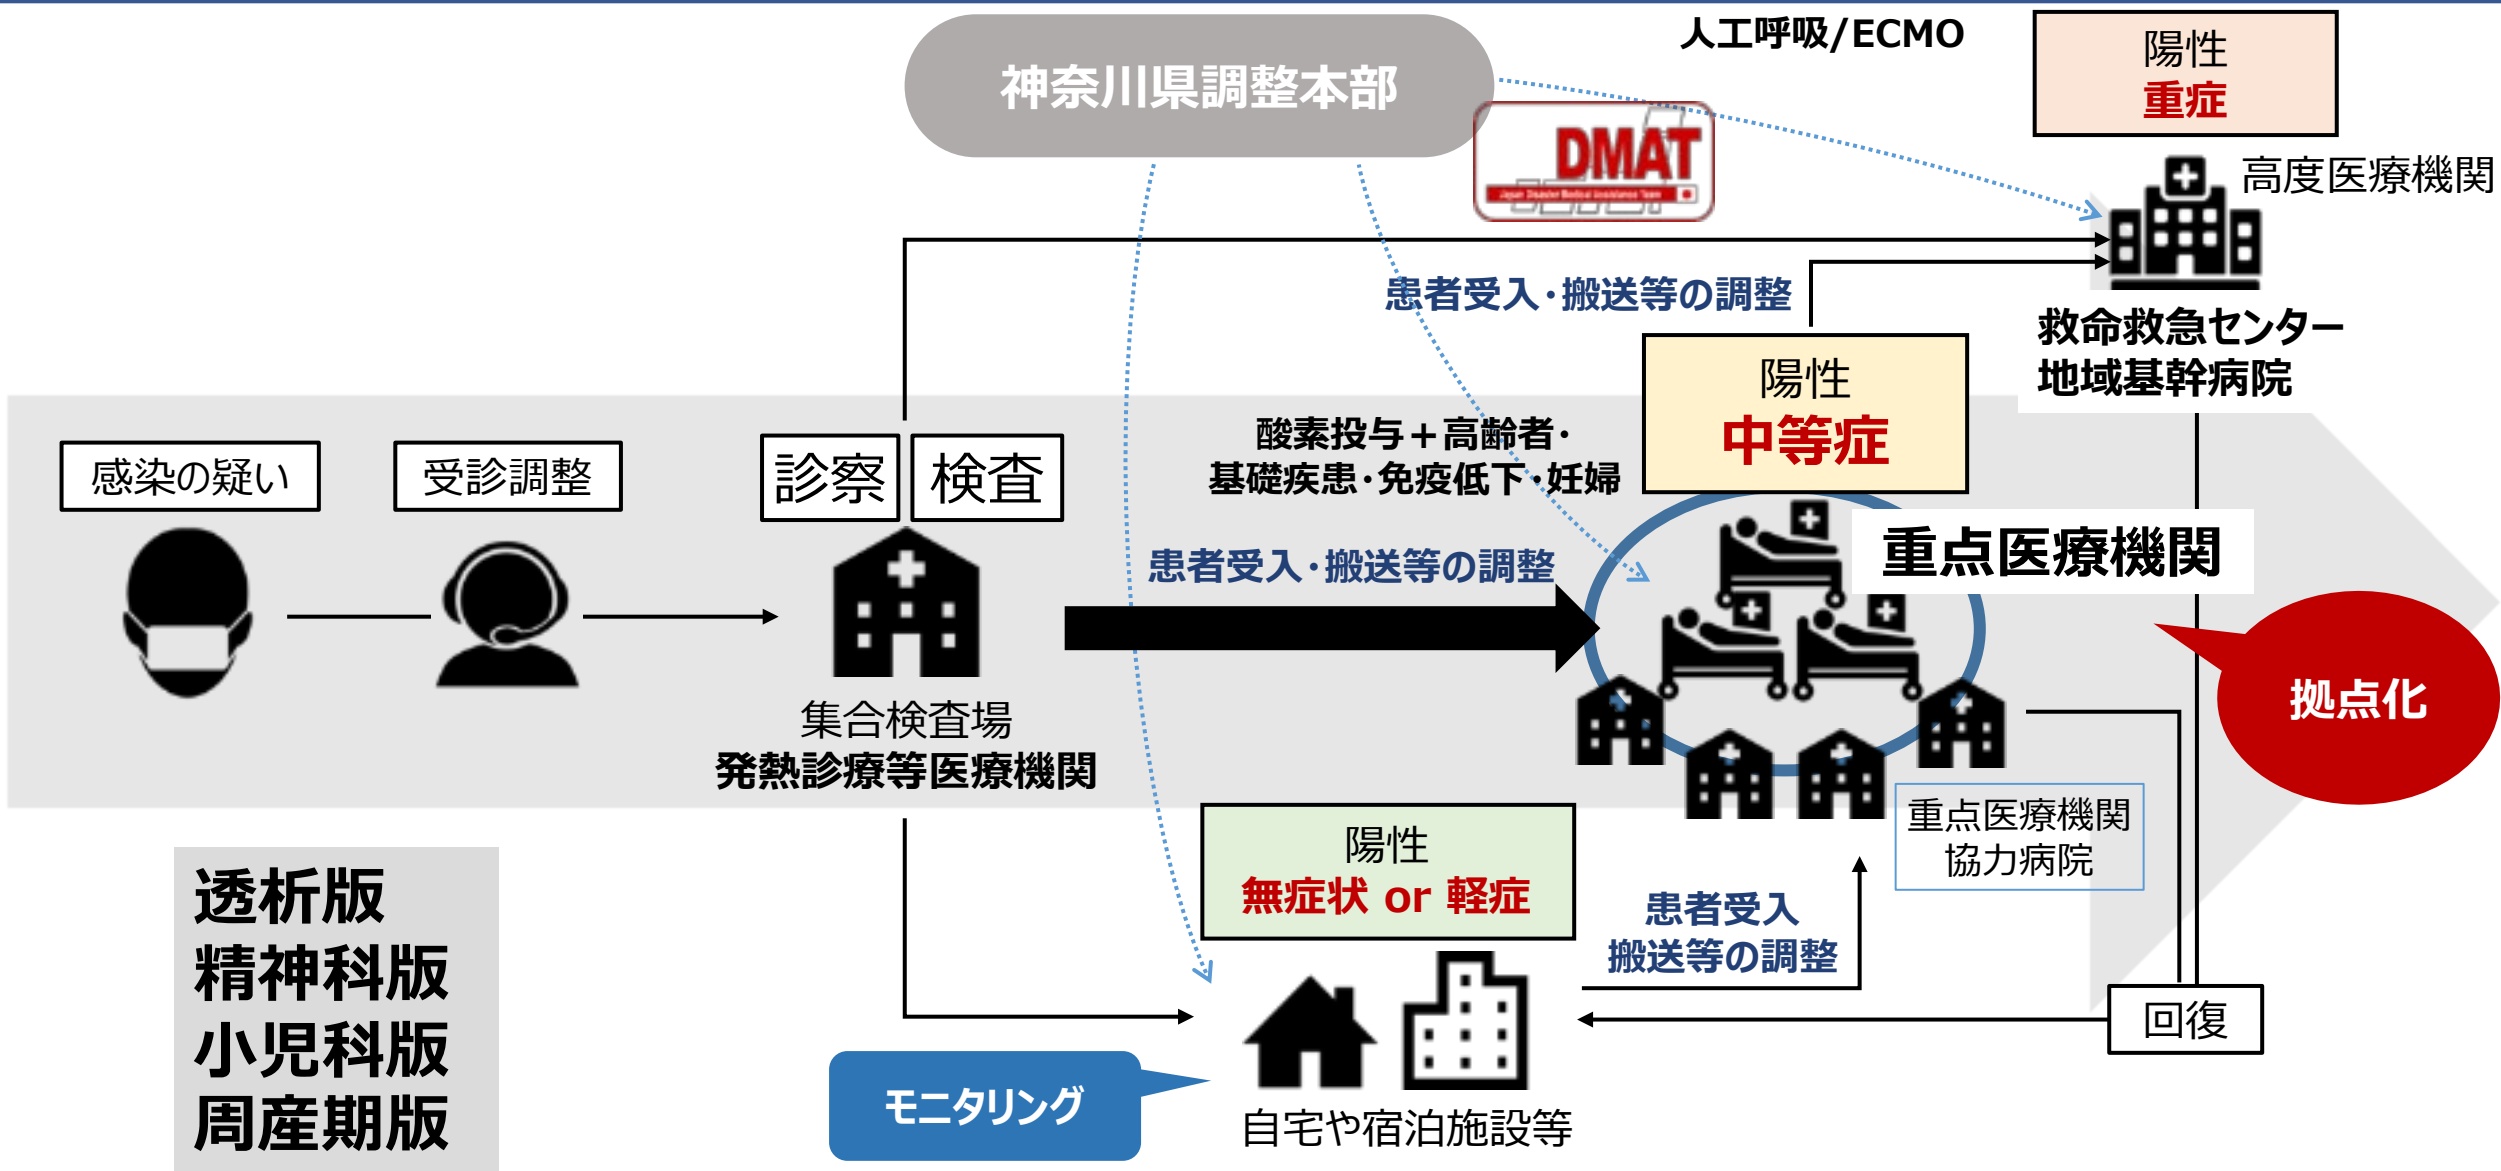 神奈川県調整本部
人工呼吸/ECMO
陽性
重症
DMAT
Japan Disaster Medical Assistance Team
高度医療機関
患者受入・搬送等の調整
救命救急センター
地域基幹病院
陽性
中等症
酸素投与＋高齢者・
基礎疾患・免疫低下・妊婦
感染の疑い
受診調整
診察
検査
患者受入・搬送等の調整
重点医療機関
拠点化
集合検査場
発熱診療等医療機関
重点医療機関
協力病院
陽性
無症状 or 軽症
患者受入
搬送等の調整
透析版
精神科版
小児科版
周産期版
回復
モニタリング
自宅や宿泊施設等